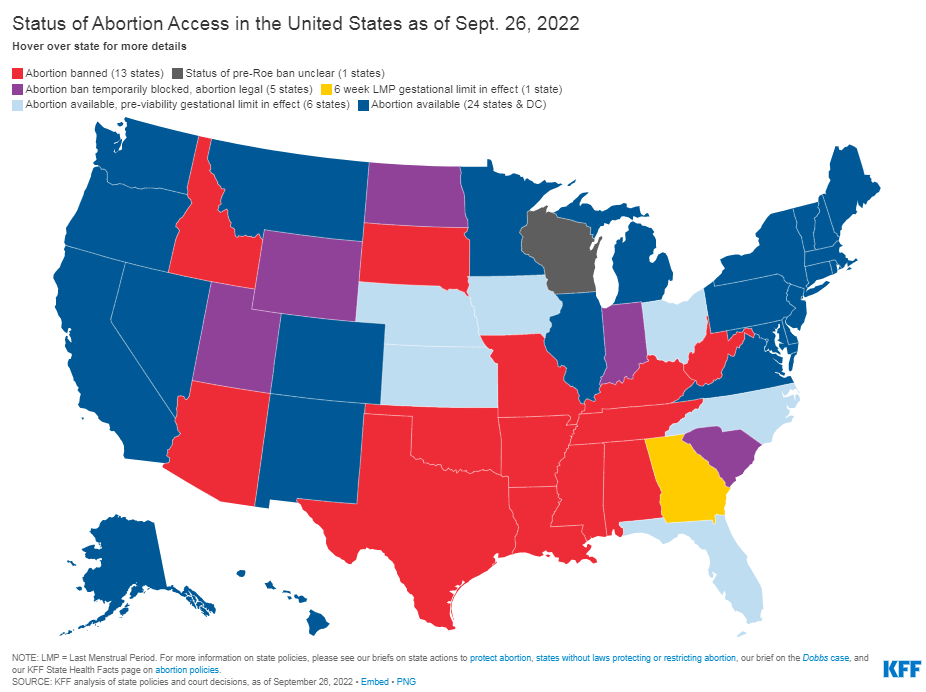 Status of Abortion Access in the United States as of Sept. 26, 2022
Hover over state for more details
Abortion banned (13 states) Status of pre-Roe ban unclear (1 states)
Abortion ban temporarily blocked, abortion legal (5 states) 6 week LMP gestational limit in effect (1 state)
Abortion available, pre-viability gestational limit in effect (6 states) Abortion available (24 states & DC)
NOTE: LMP = Last Menstrual Period. For more information on state policies, please see our briefs on state actions to protect abortion, states without laws protecting or restricting abortion, our brief on the Dobbs case, and
our KFF State Health Facts page on abortion policies.
SOURCE: KFF analysis of state policies and court decisions, as of September 26, 2022 • Embed • PNG
KFF